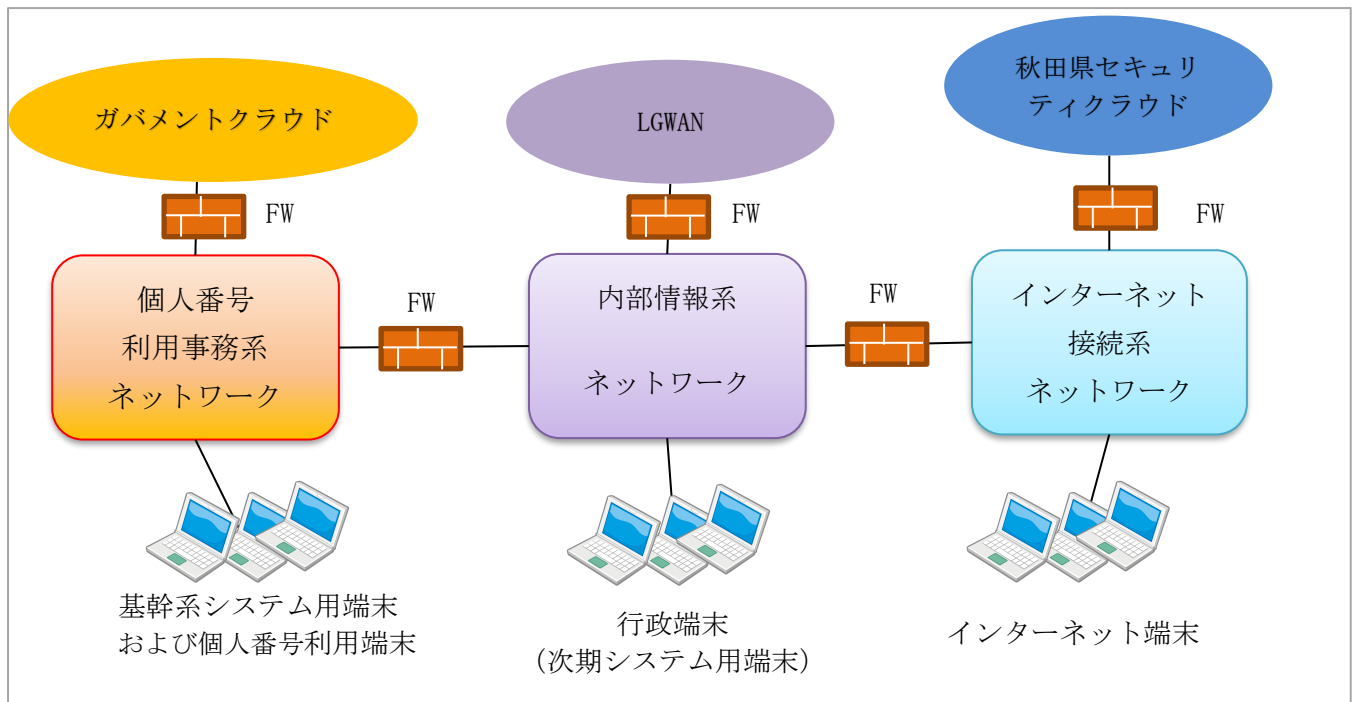 ガバメントクラウド
LGWAN
秋田県セキュリ
ティクラウド
FW
FW
FW
個人番号
利用事務系
ネットワーク
FW
内部情報系
ネットワーク
FW
インターネット
接続系
ネットワーク
基幹系システム用端末
および個人番号利用端末
行政端末
(次期システム用端末)
インターネット端末